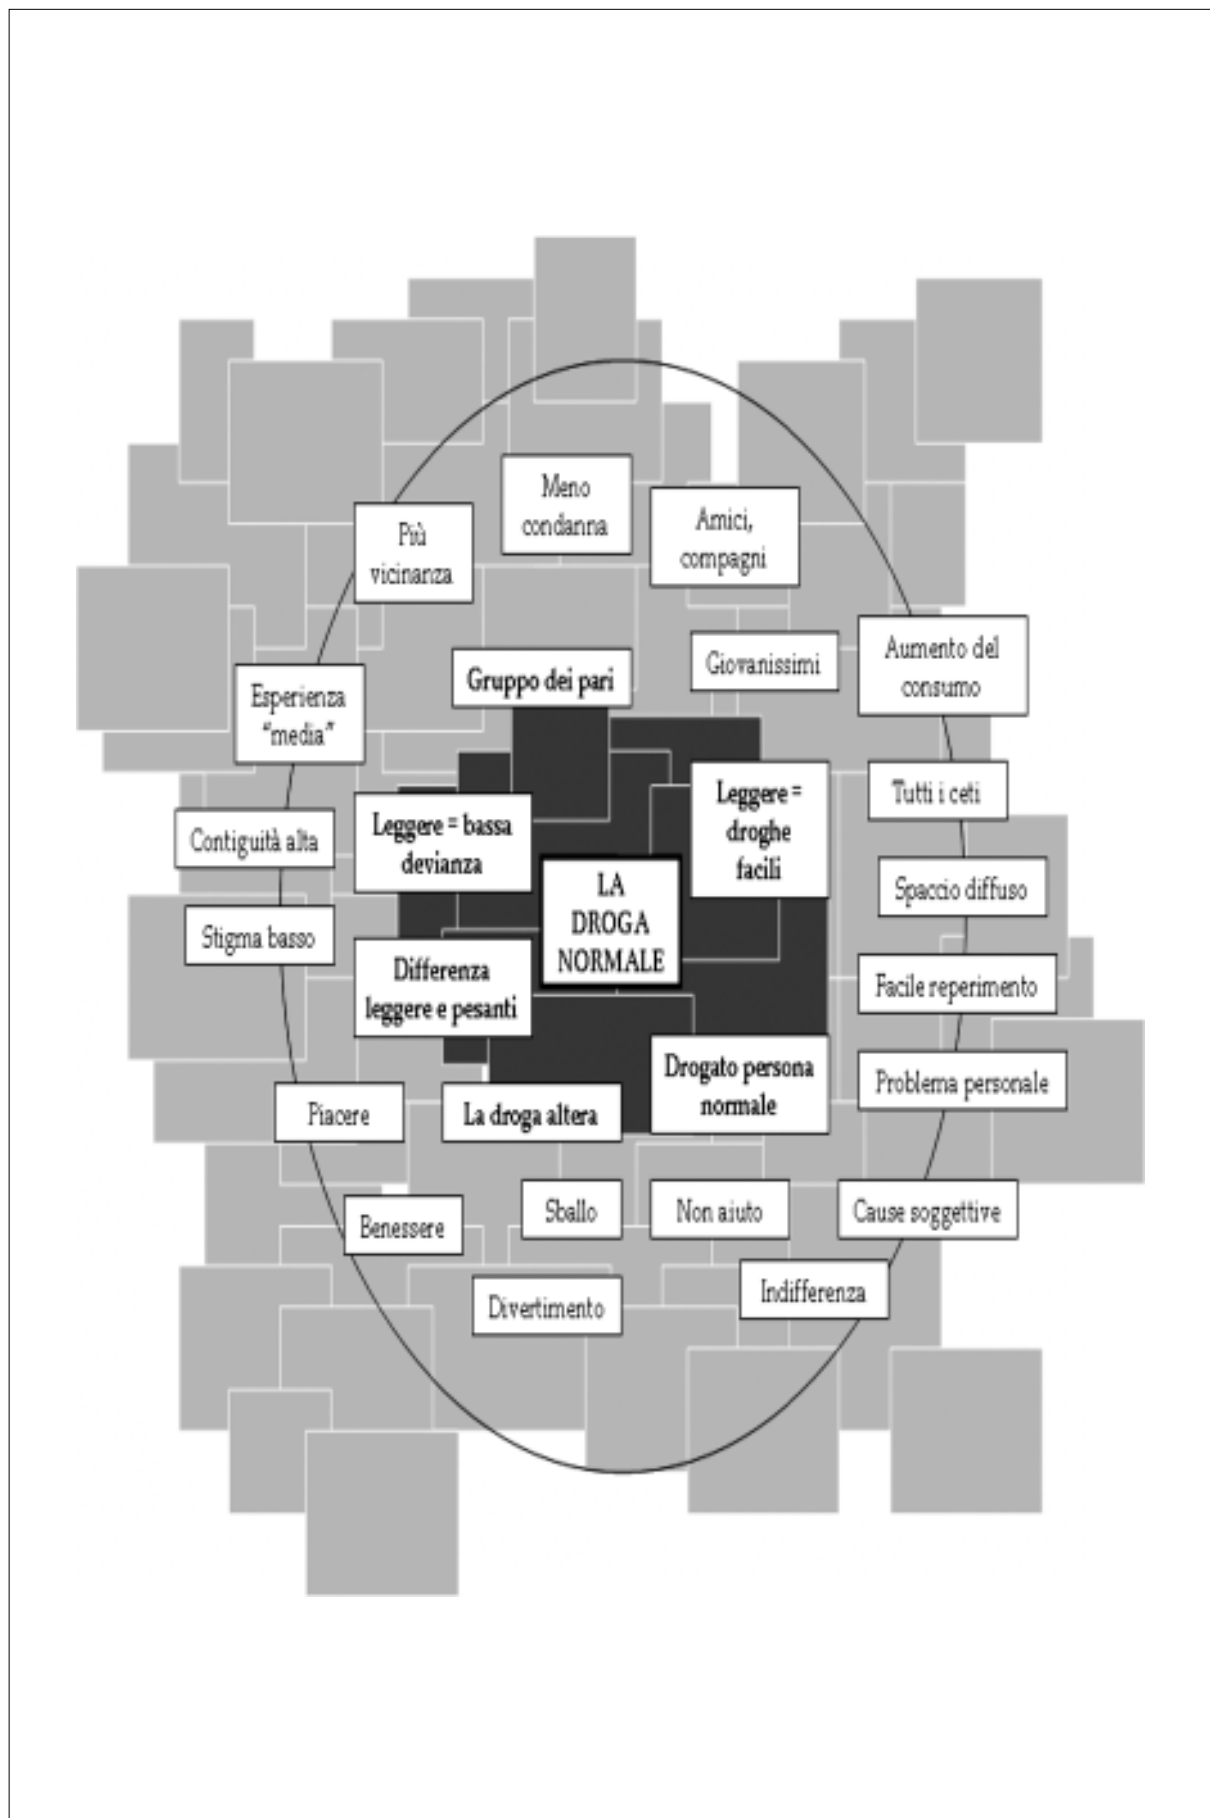 Meno
condanna
Amici,
compagni
Più
vicinanza
Giovanissimi
Aumento del
consumo
Gruppo dei pari
Esperienza
“media”
Leggere =
droghe
facili
Tutti i ceti
Leggere = bassa
devianza
Contiguità alta
LA
DROGA
NORMALE
Spaccio diffuso
Stigma basso
Differenza
leggere e pesanti
Facile reperimento
Drogato persona
normale
Problema personale
Piacere
La droga altera
Sballo
Non aiuto
Cause soggettive
Benessere
Indifferenza
Divertimento